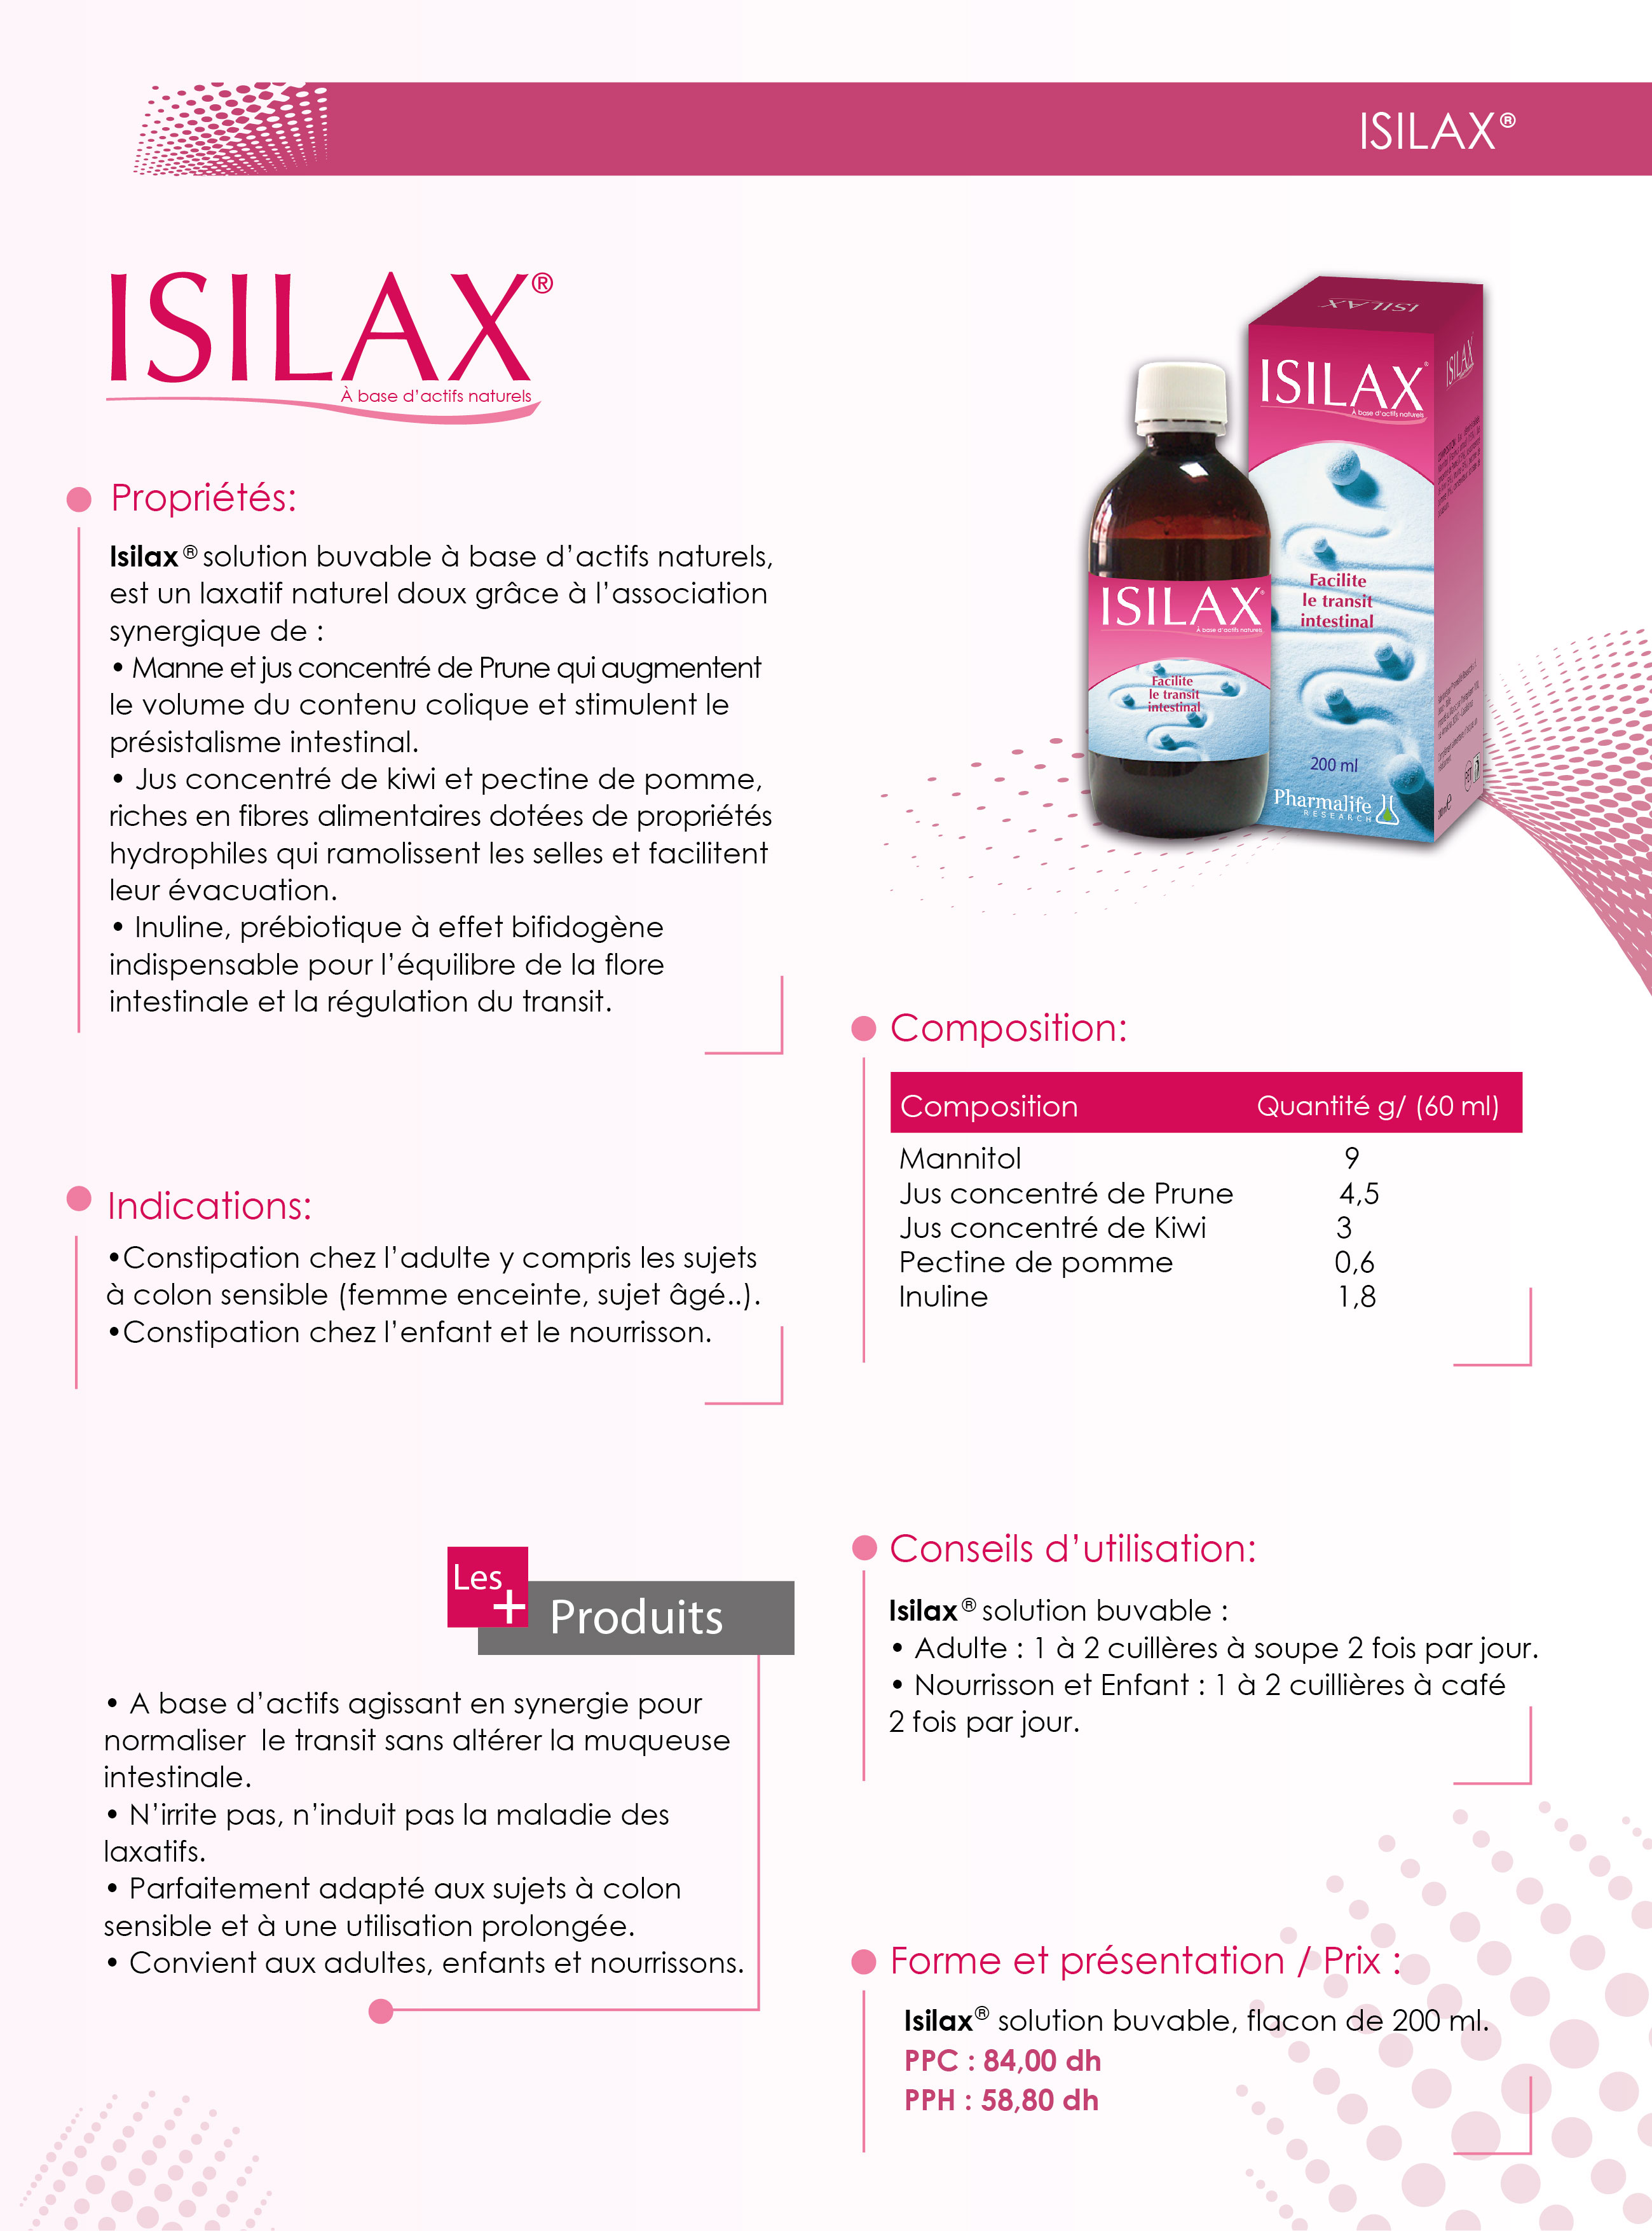 ISILAX®
ISILAX®
À base d’actifs naturels
Propriétés:
Isilax ® solution buvable à base d’actifs naturels,
est un laxatif naturel doux grâce à l’association
synergique de :
• Manne et jus concentré de Prune qui augmentent
le volume du contenu colique et stimulent le
présistalisme intestinal.
• Jus concentré de kiwi et pectine de pomme,
riches en fibres alimentaires dotées de propriétés
hydrophiles qui ramolissent les selles et facilitent
leur évacuation.
• Inuline, prébiotique à effet bifidogène
indispensable pour l’équilibre de la flore
intestinale et la régulation du transit.
Indications:
•Constipation chez l’adulte y compris les sujets
à colon sensible (femme enceinte, sujet âgé..).
•Constipation chez l’enfant et le nourrisson.
Les +
Produits
• A base d’actifs agissant en synergie pour
normaliser le transit sans altérer la muqueuse
intestinale.
• N’irrite pas, n’induit pas la maladie des
laxatifs.
• Parfaitement adapté aux sujets à colon
sensible et à une utilisation prolongée.
• Convient aux adultes, enfants et nourrissons.
ISILAX
ISILAX®
À base d’actifs naturels
Facilite
le transit
intestinal
200 ml
Pharmalife
RESEARCH
ISILAX
ISILAX®
À base d’actifs naturels
Facilite
le transit
intestinal
Composition:
Composition Quantité g/ (60 ml)
Mannitol 9
Jus concentré de Prune 4,5
Jus concentré de Kiwi 3
Pectine de pomme 0,6
Inuline 1,8
Conseils d’utilisation:
Isilax® solution buvable :
• Adulte : 1 à 2 cuillères à soupe 2 fois par jour.
• Nourrisson et Enfant : 1 à 2 cuillières à café
2 fois par jour.
Forme et présentation / Prix :
Isilax® solution buvable, flacon de 200 ml.
PPC : 84,00 dh
PPH : 58,80 dh